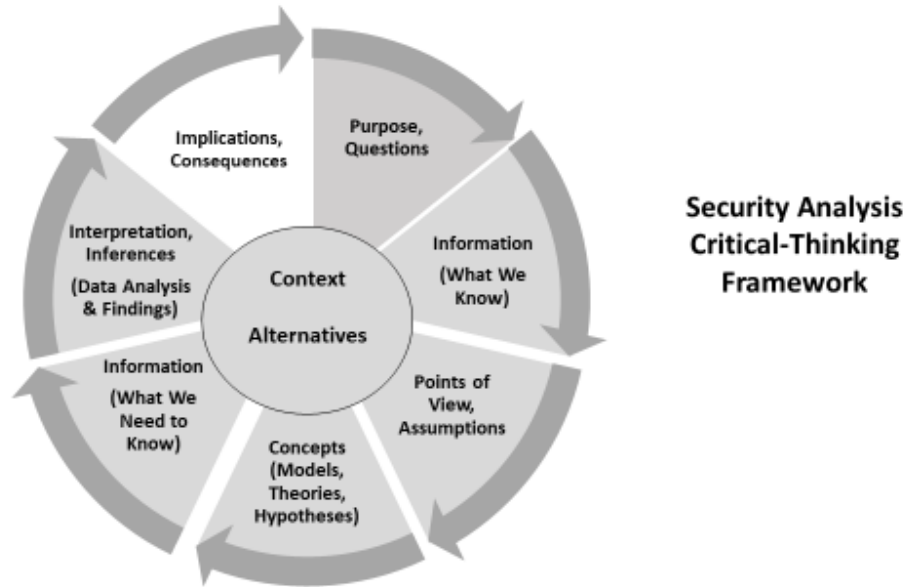 Implications,
Consequences
Purpose,
Questions
Information
(What We
Know)
Points of
View,
Assumptions
Concepts
(Models,
Theories,
Hypotheses)
Information
(What We
Need to
Know)
Interpretation,
Inferences
(Data Analysis
& Findings)
Context
Alternatives
Security Analysis
Critical-Thinking
Framework